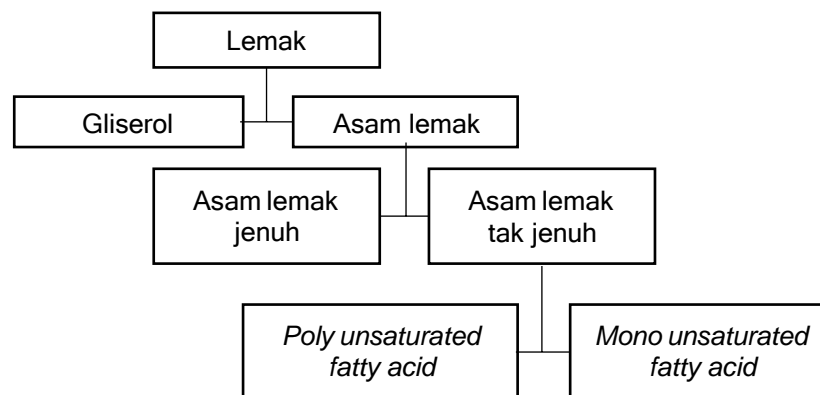 Lemak
Gliserol
Asam lemak
Asam lemak
jenuh
Asam lemak
tak jenuh
Poly unsaturated
fatty acid
Mono unsaturated
fatty acid